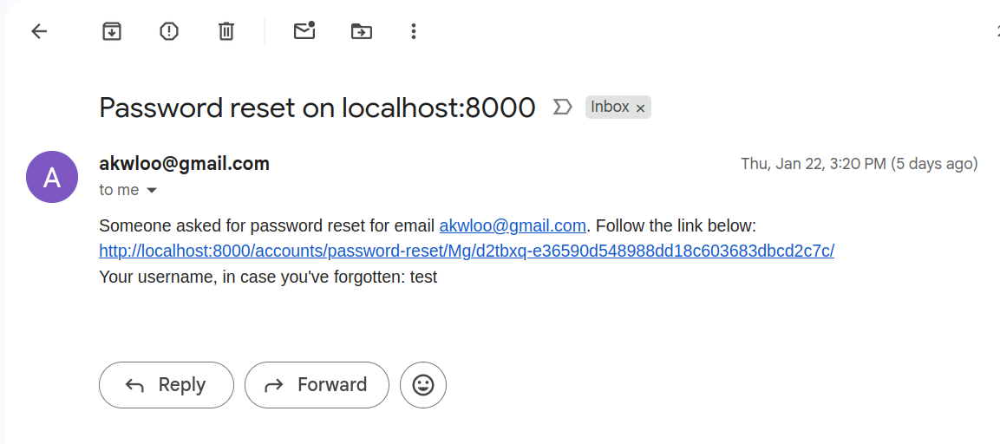 Password reset on localhost:8000 Inbox ×
A
akwloo@gmail.com Thu, Jan 22, 3:20 PM (5 days ago)
to me
Someone asked for password reset for email akwloo@gmail.com. Follow the link below:
http://localhost:8000/accounts/password-reset/Mg/d2tbxq-e36590d548988dd18c603683dbcd2c7c/
Your username, in case you've forgotten: test
Reply Forward